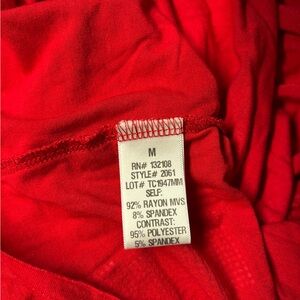 M
RN# 132108
STYLE# 2061
LOT# TC1947MM
SELF:
92% RAYON MVS
8% SPANDEX
CONTRAST:
95% POLYESTER
5% SPANDEX